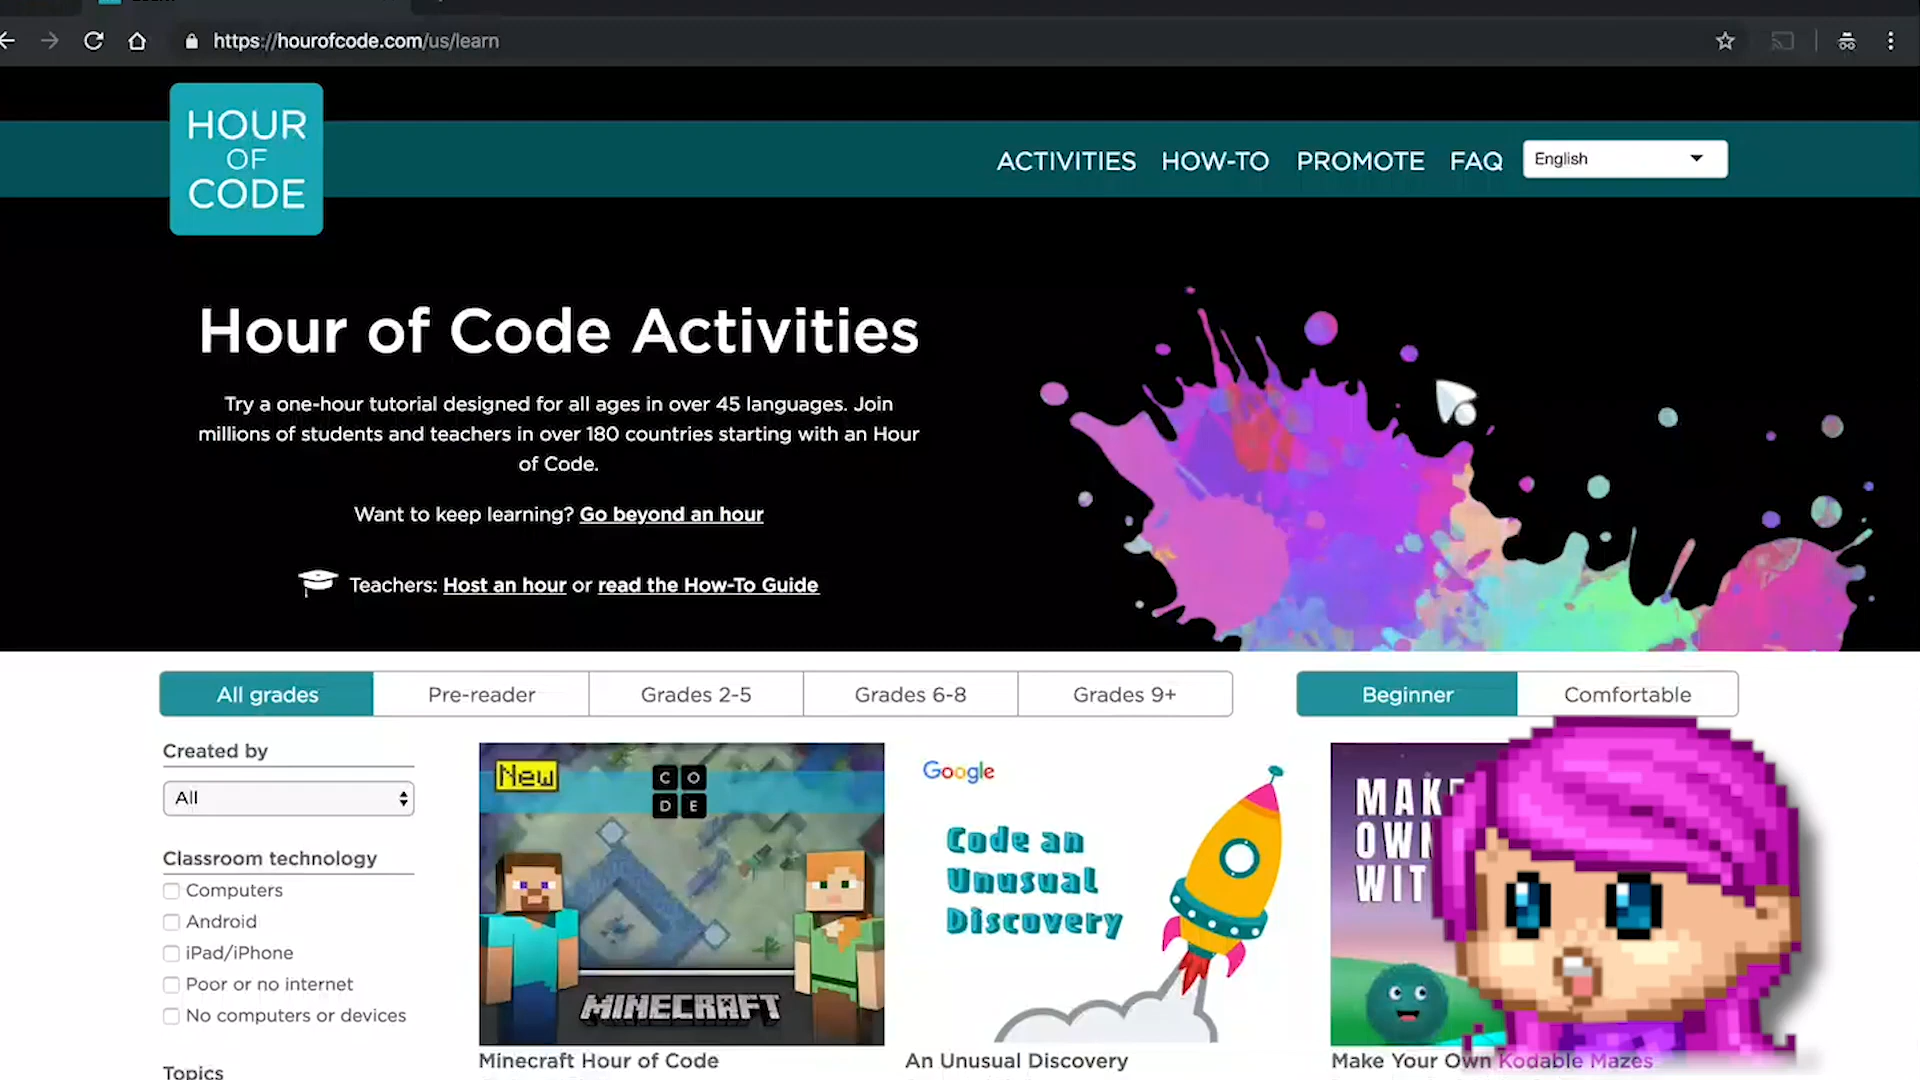 https://hourofcode.com/us/learn
HOUR
OF
CODE
ACTIVITIES HOW-TO PROMOTE FAQ English
Hour of Code Activities
Try a one-hour tutorial designed for all ages in over 45 languages. Join
millions of students and teachers in over 180 countries starting with an Hour
of Code.
Want to keep learning? Go beyond an hour
Teachers: Host an hour or read the How-To Guide
All grades Pre-reader Grades 2-5 Grades 6-8 Grades 9+ Beginner Comfortable
Created by
All
Classroom technology
Computers
Android
iPad/iPhone
Poor or no internet
No computers or devices
Topics
New
C O
D E
MINECRAFT
Minecraft Hour of Code
Google
Code an
Unusual
Discovery
An Unusual Discovery
OWN
WIT
Make Your Own Kodable Mazes